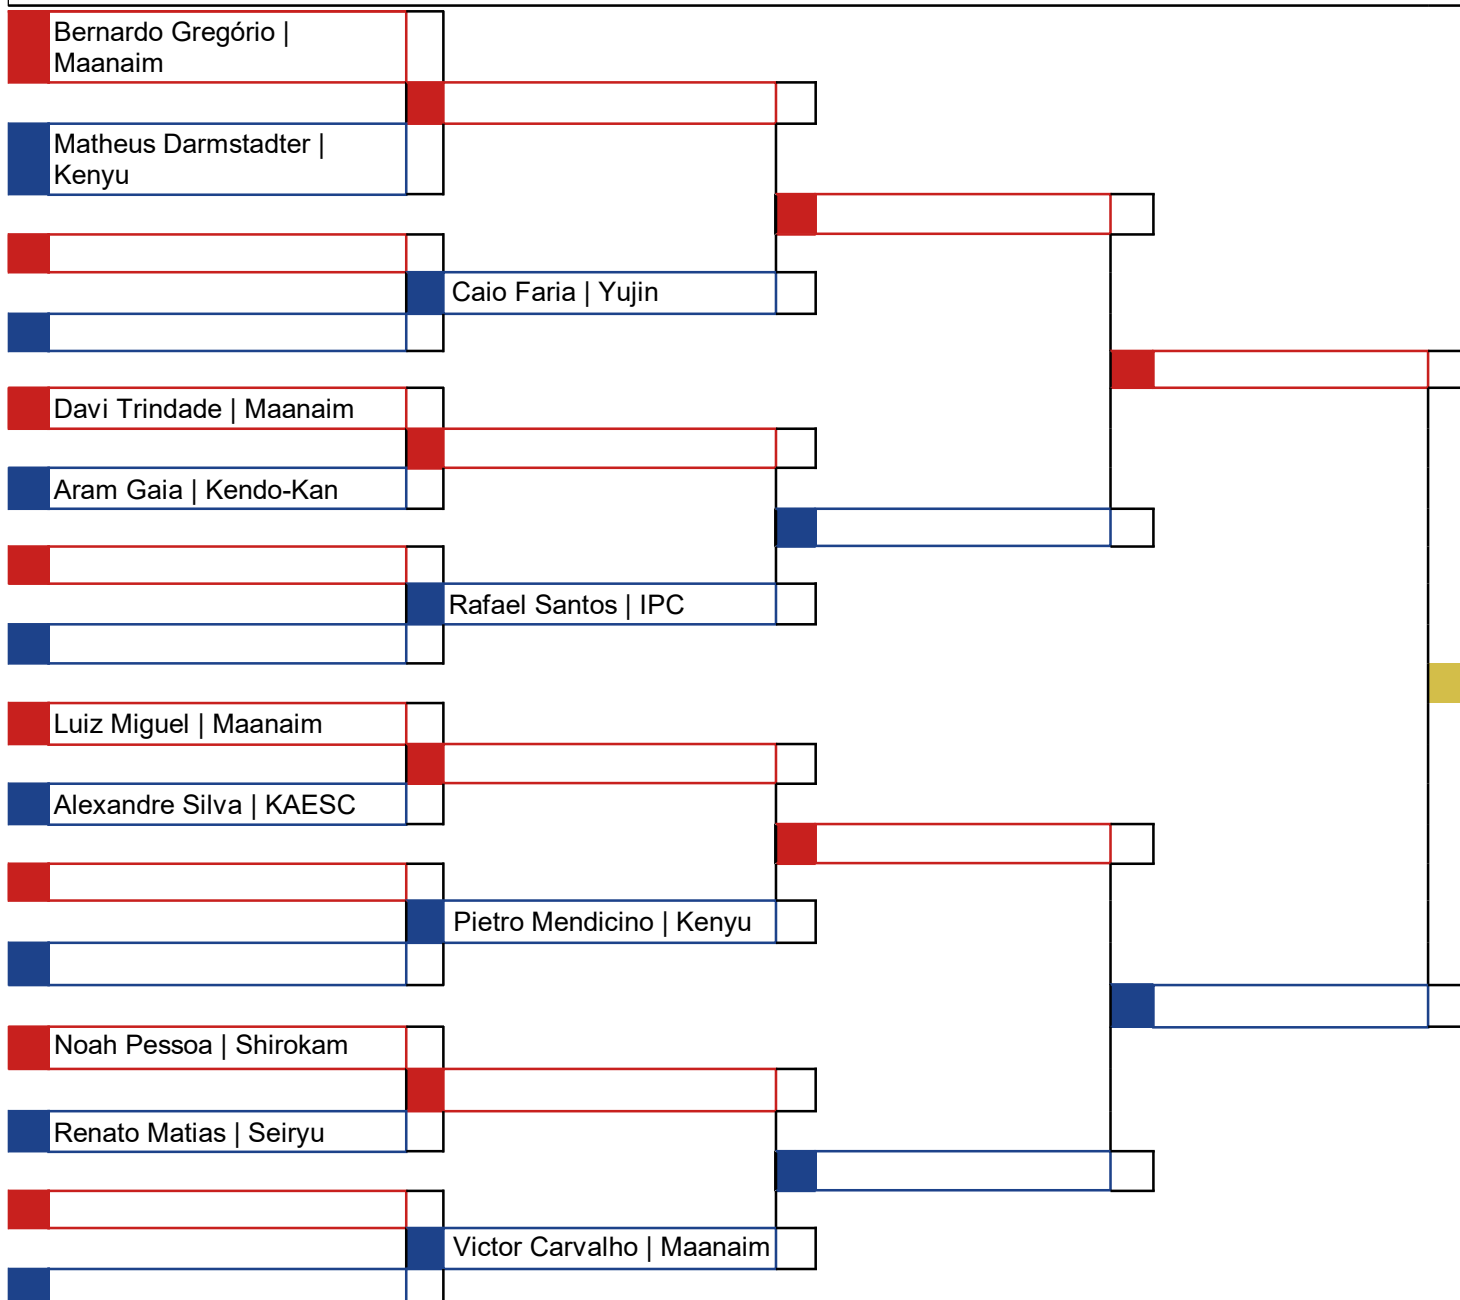 Bernardo Gregório |
Maanaim
Matheus Darmstadter |
Kenyu
Caio Faria | Yujin
Davi Trindade | Maanaim
Aram Gaia | Kendo-Kan
Rafael Santos | IPC
Luiz Miguel | Maanaim
Alexandre Silva | KAESC
Pietro Mendicino | Kenyu
Noah Pessoa | Shirokam
Renato Matias | Seiryu
Victor Carvalho | Maanaim